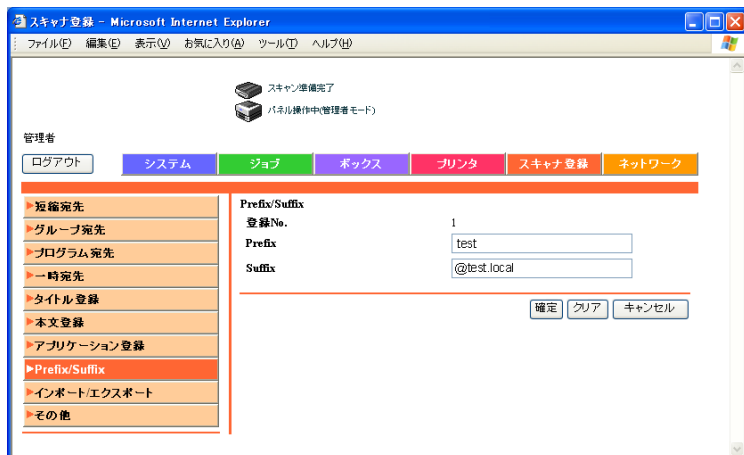 スキャナ登録 - Microsoft Internet Explorer
ファイル(F) 編集(E) 表示(V) お気に入り(A) ツール(T) ヘルプ(H)
スキャン準備完了
パネル操作中(管理者モード)
管理者
ログアウト システム ジョブ ボックス プリンタ スキャナ登録 ネットワーク
短縮宛先
グループ宛先
プログラム宛先
一時宛先
タイトル登録
本文登録
アプリケーション登録
Prefix/Suffix
インポート/エクスポート
その他
Prefix/Suffix
登録No. 1
Prefix test
Suffix @test.local
確定 クリア キャンセル